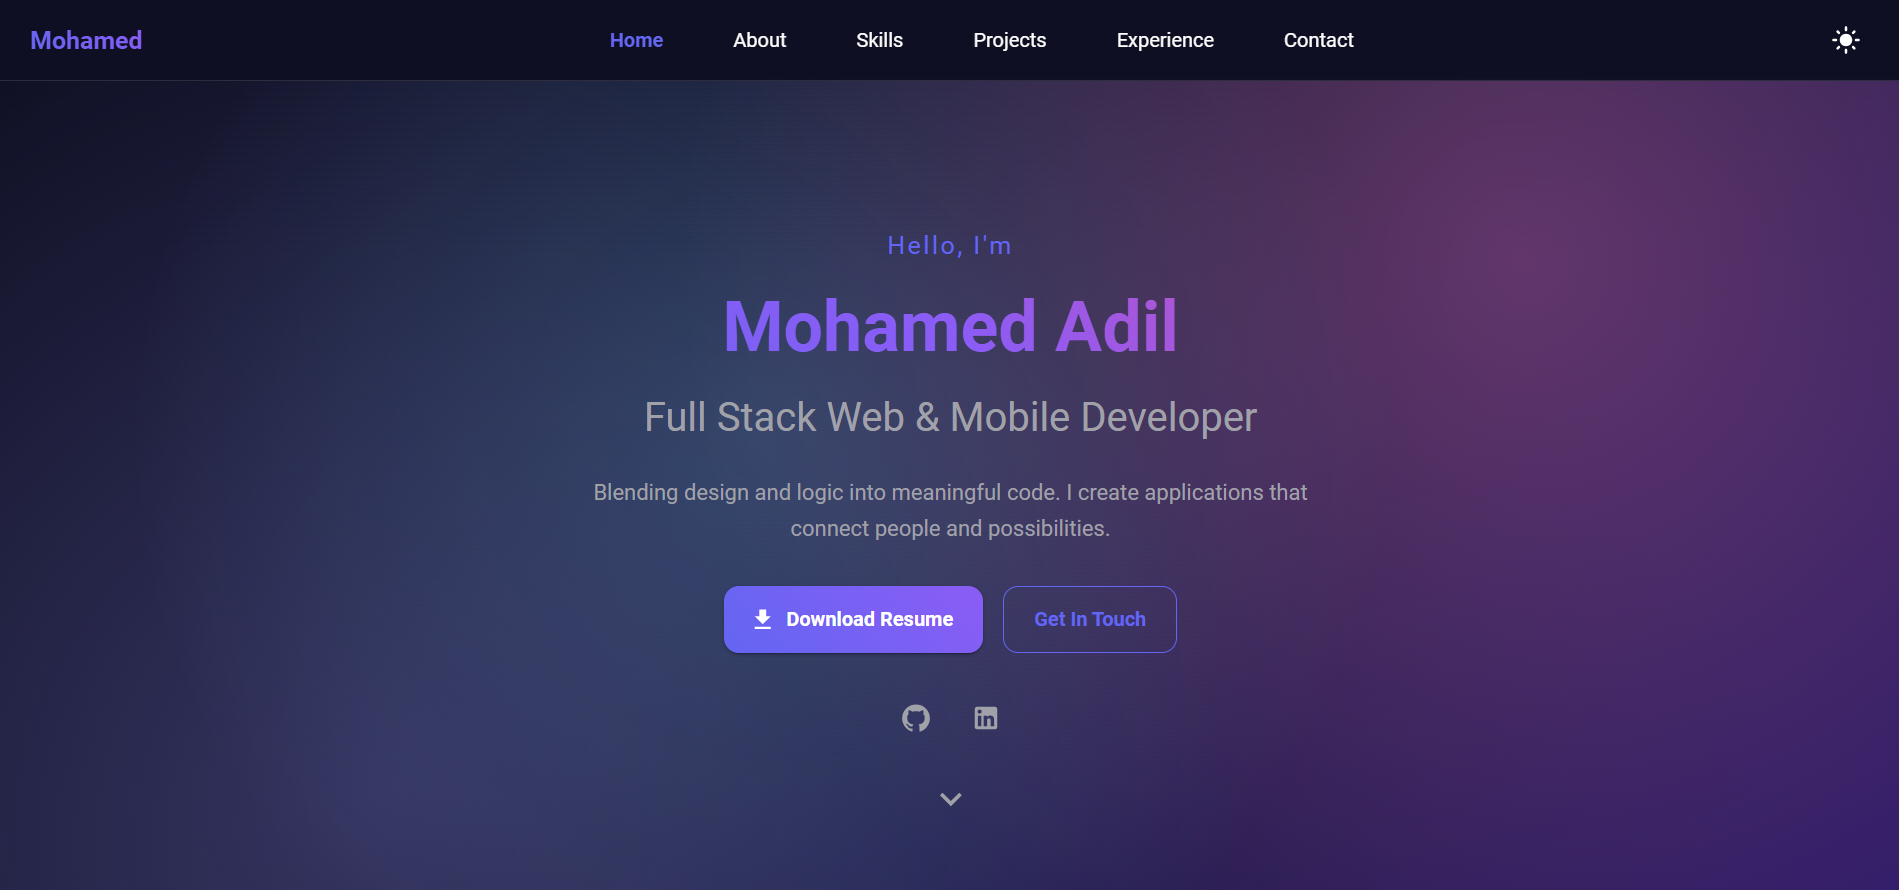 Mohamed
Home
About
Skills
Projects
Experience
Contact
Hello, I'm
Mohamed Adil
Full Stack Web & Mobile Developer
Blending design and logic into meaningful code. I create applications that
connect people and possibilities.
Download Resume
Get In Touch